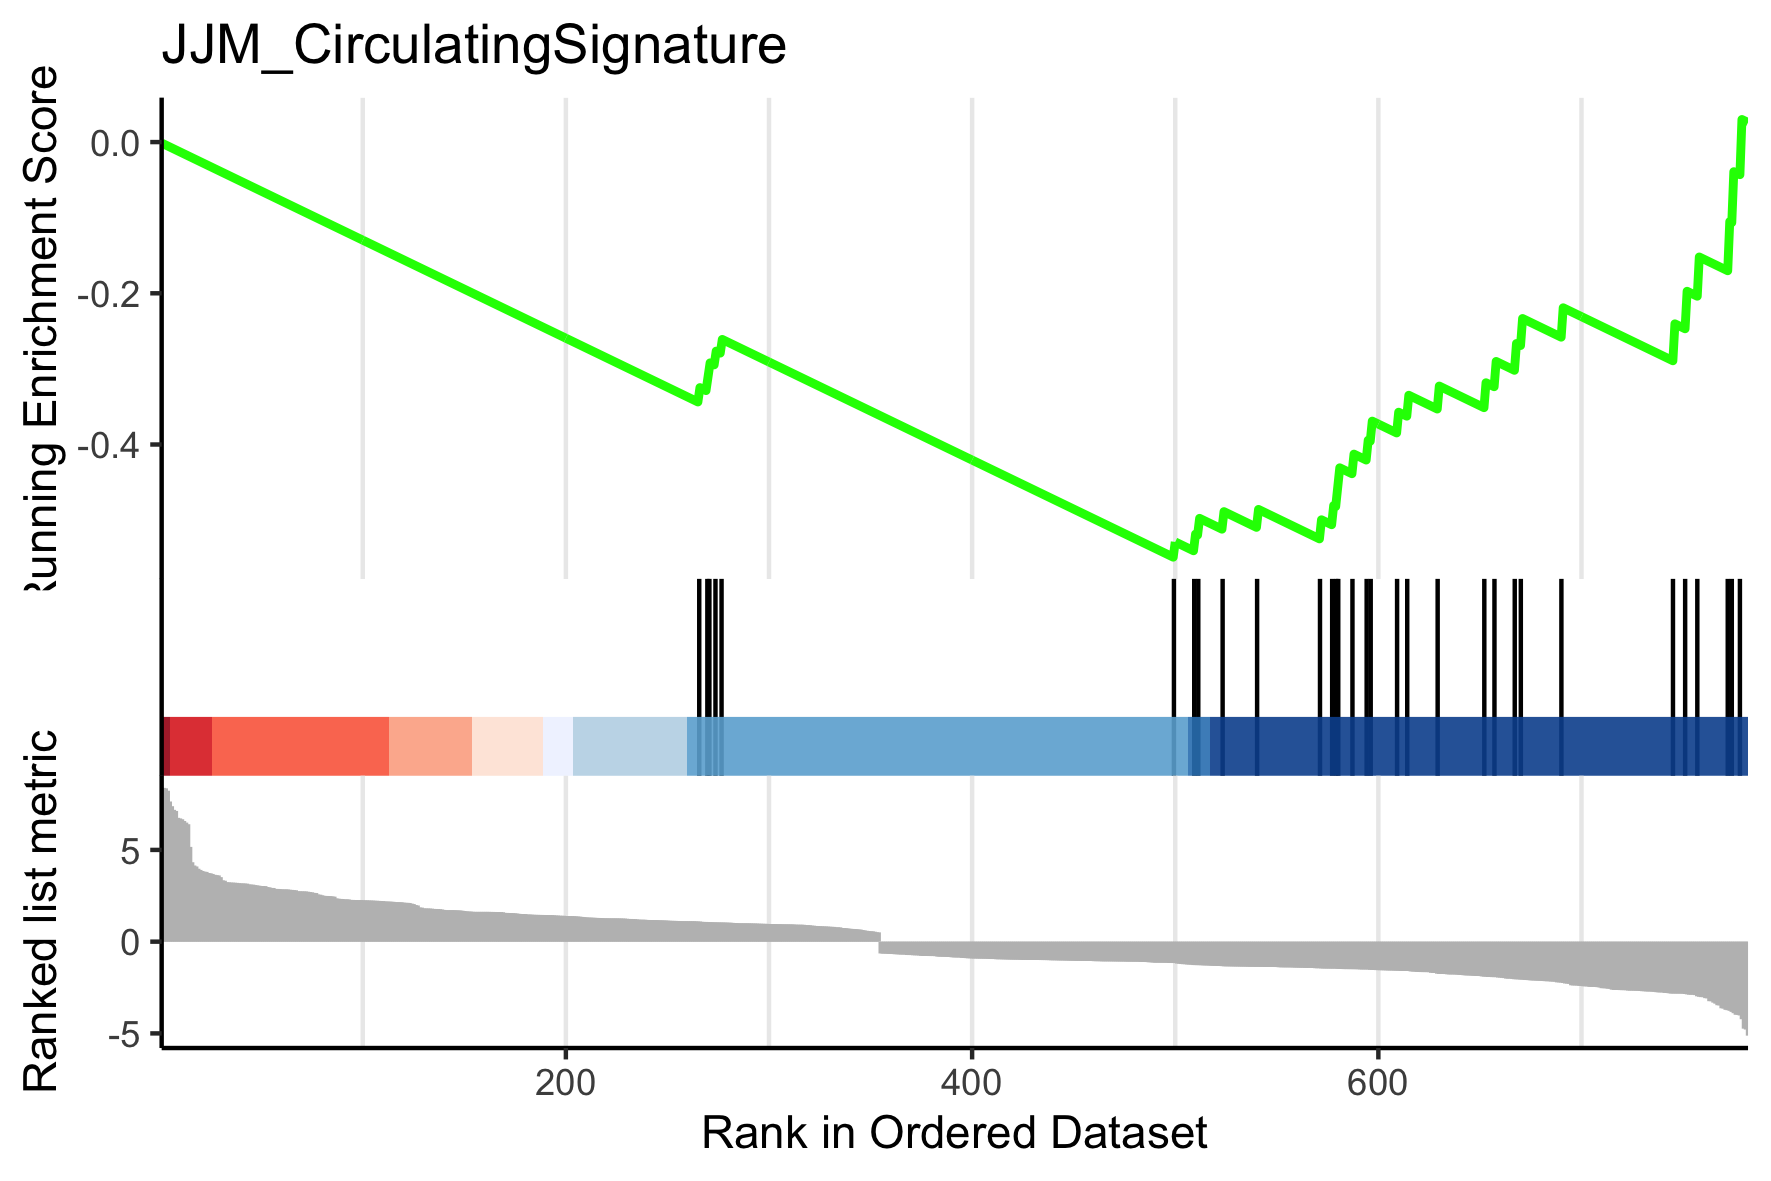 JJM_CirculatingSignature
Running Enrichment Score
0.0
-0.2
-0.4
Ranked list metric
5
0
-5
200
400
600
Rank in Ordered Dataset